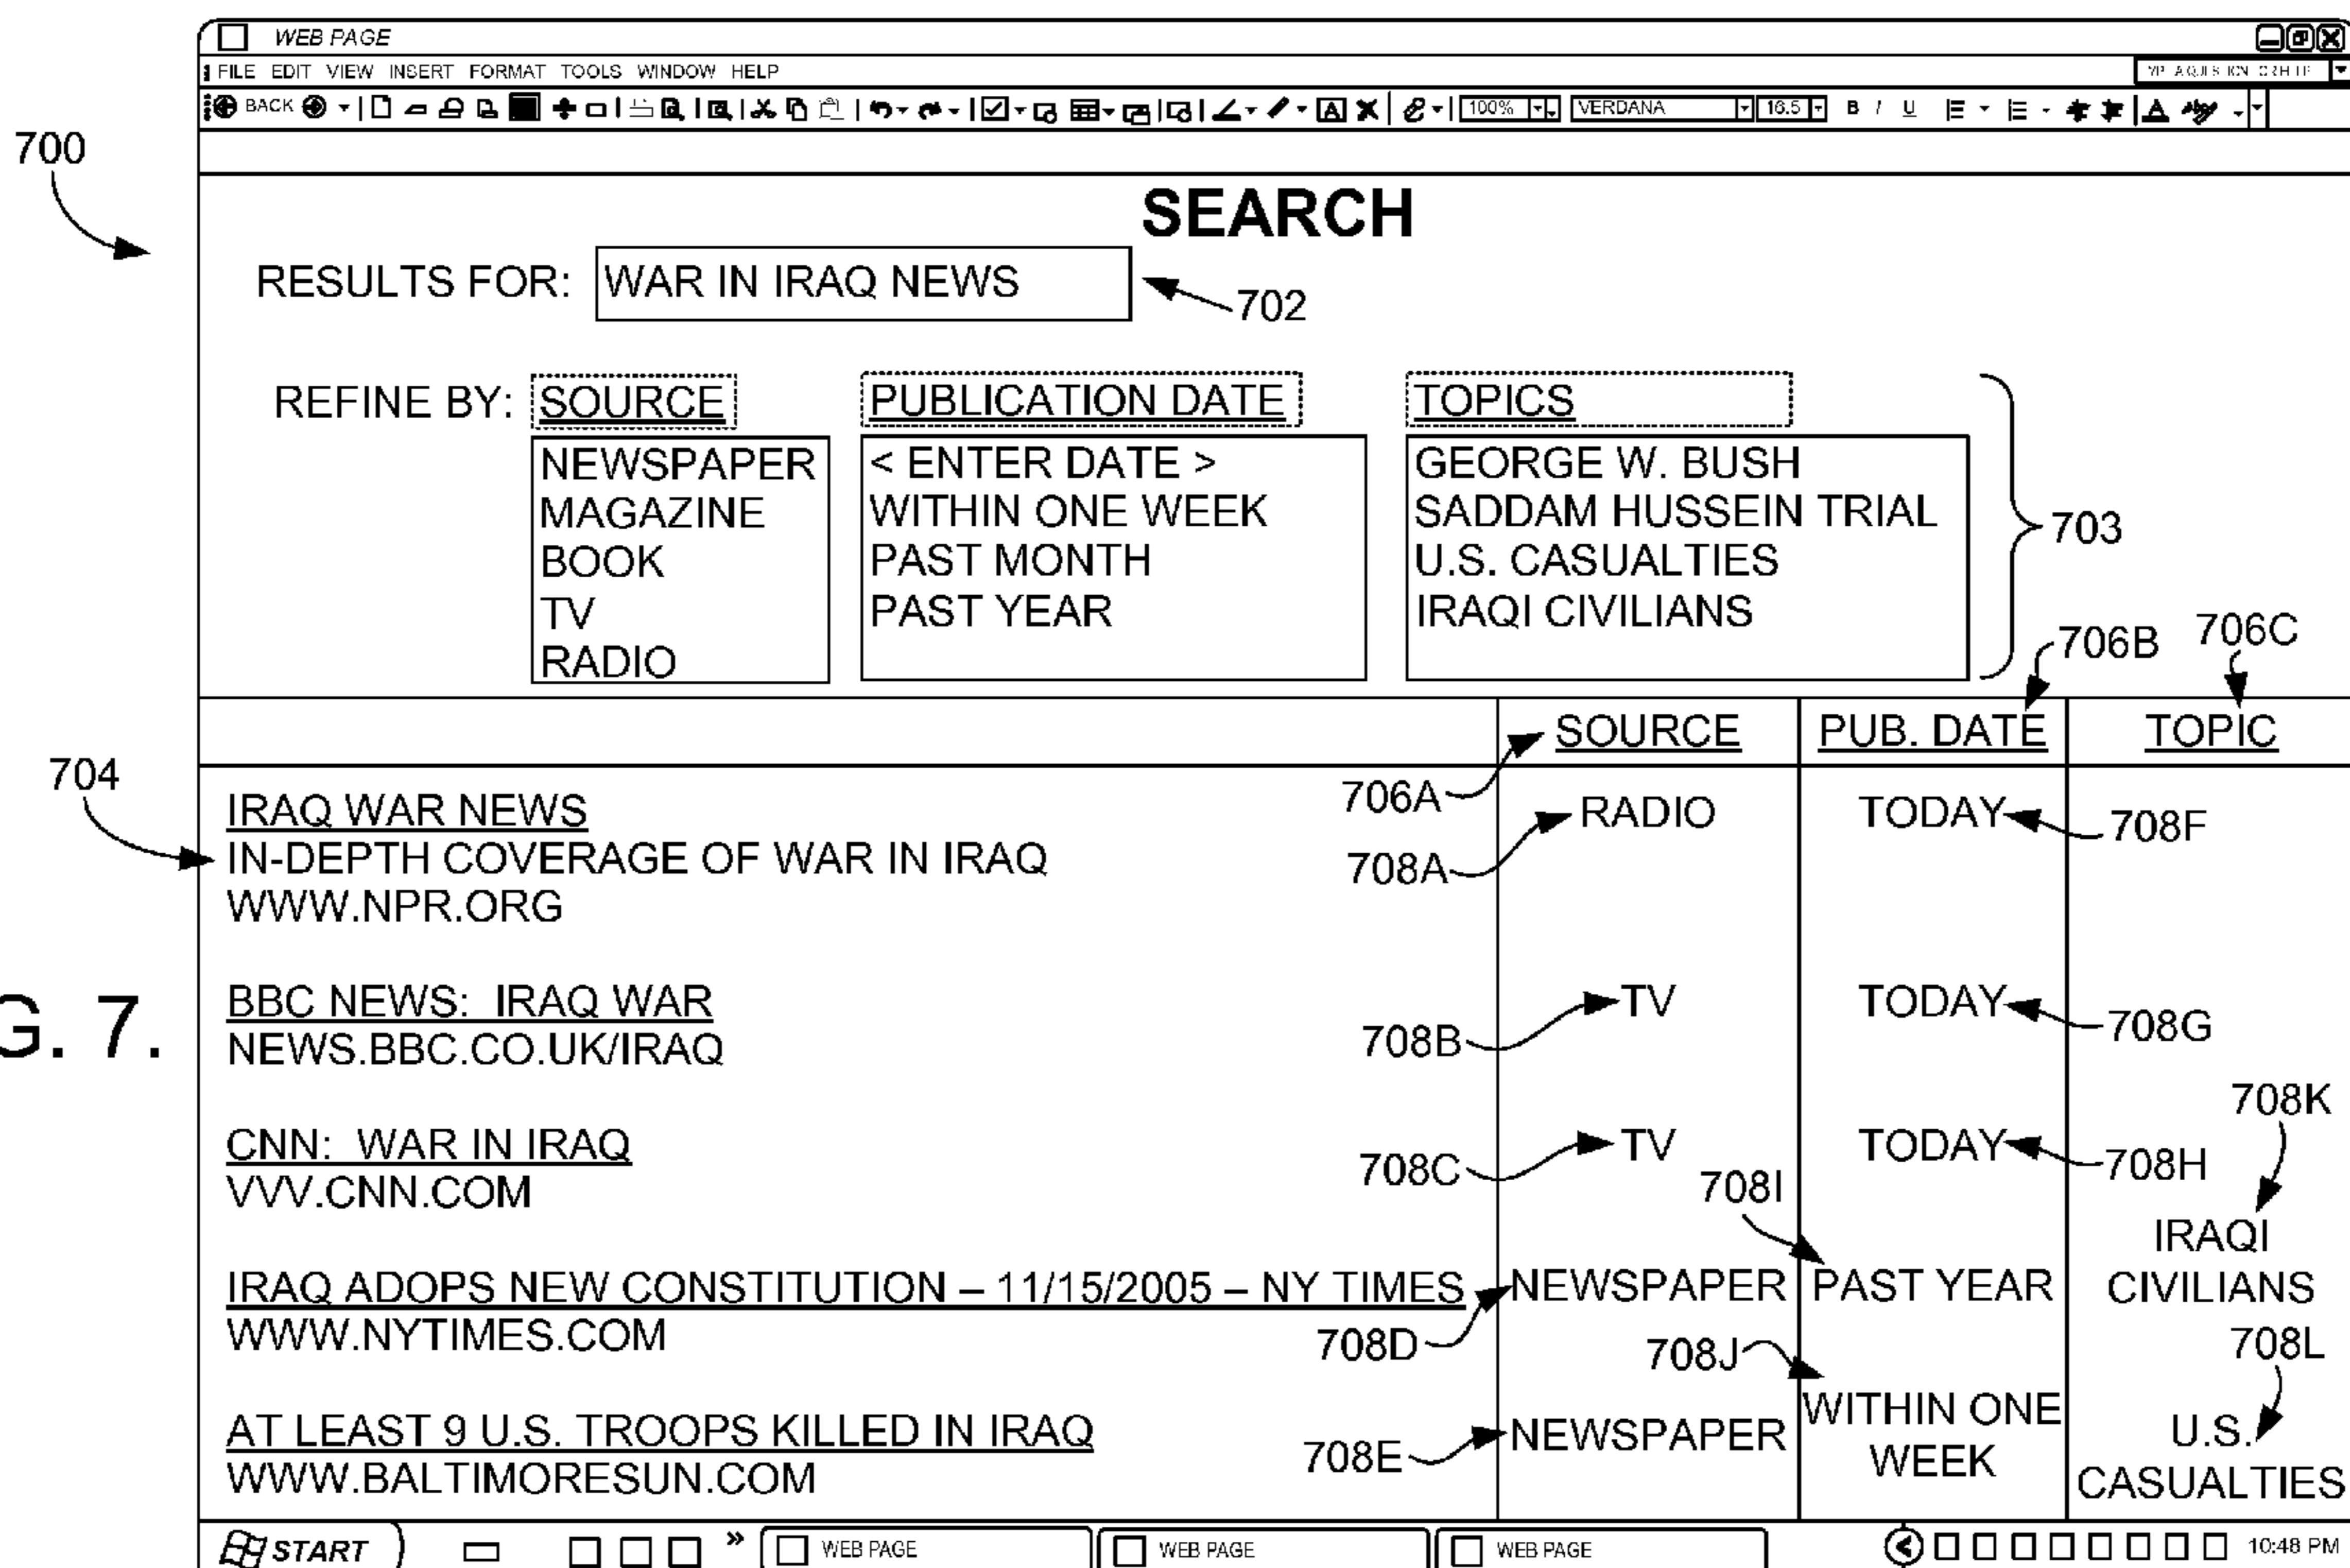 WEB PAGE
FILE EDIT VIEW INSERT FORMAT TOOLS WINDOW HELP
BACK 100% VERDANA 16.5 B I U A
700
SEARCH
RESULTS FOR: WAR IN IRAQ NEWS
702
REFINE BY: SOURCE PUBLICATION DATE TOPICS
NEWSPAPER < ENTER DATE > GEORGE W. BUSH
MAGAZINE WITHIN ONE WEEK SADDAM HUSSEIN TRIAL
BOOK PAST MONTH U.S. CASUALTIES
TV PAST YEAR IRAQI CIVILIANS
RADIO
703
706B 706C
SOURCE PUB. DATE TOPIC
704
706A
IRAQ WAR NEWS RADIO TODAY
708F
IN-DEPTH COVERAGE OF WAR IN IRAQ
708A
WWW.NPR.ORG
G. 7.
BBC NEWS: IRAQ WAR TV TODAY
708G
NEWS.BBC.CO.UK/IRAQ
708B
708K
CNN: WAR IN IRAQ TV TODAY
708C 708H
VVV.CNN.COM
708I
IRAQI
IRAQ ADOPS NEW CONSTITUTION – 11/15/2005 – NY TIMES NEWSPAPER PAST YEAR CIVILIANS
WWW.NYTIMES.COM
708D 708J 708L
WITHIN ONE
AT LEAST 9 U.S. TROOPS KILLED IN IRAQ NEWSPAPER U.S.
708E WEEK
WWW.BALTIMORESUN.COM CASUALTIES
START » WEB PAGE WEB PAGE WEB PAGE 10:48 PM